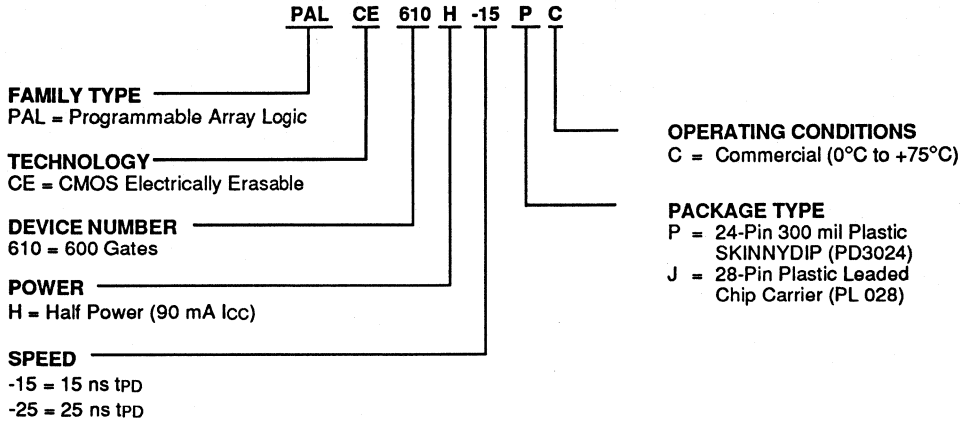 PAL CE 610 H -15 P C
FAMILY TYPE
PAL = Programmable Array Logic
TECHNOLOGY
CE = CMOS Electrically Erasable
DEVICE NUMBER
610 = 600 Gates
POWER
H = Half Power (90 mA ICC)
SPEED
-15 = 15 ns tPD
-25 = 25 ns tPD
OPERATING CONDITIONS
C = Commercial (0°C to +75°C)
PACKAGE TYPE
P = 24-Pin 300 mil Plastic
SKINNYDIP (PD3024)
J = 28-Pin Plastic Leaded
Chip Carrier (PL 028)